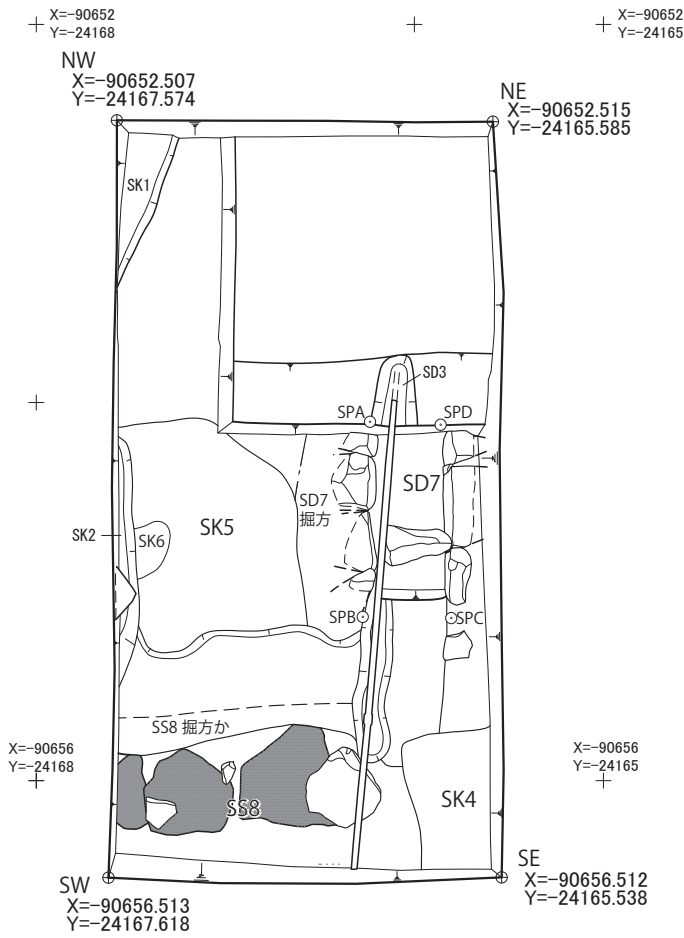 X=-90652
Y=-24168
X=-90652
Y=-24165
NW
X=-90652.507
Y=-24167.574
NE
X=-90652.515
Y=-24165.585
SK1
SD3
SPA
SPD
SD7
SD7
掘方
SK5
SK2
SK6
SPB
SPC
SS8 掘方か
X=-90656
Y=-24168
X=-90656
Y=-24165
SS8
SK4
SW
X=-90656.513
Y=-24167.618
SE
X=-90656.512
Y=-24165.538